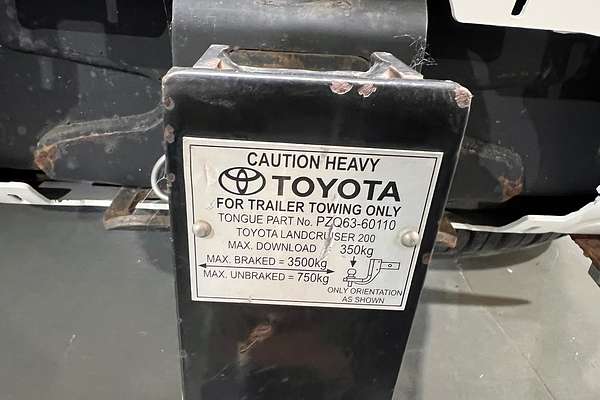 CAUTION HEAVY
TOYOTA
FOR TRAILER TOWING ONLY
TONGUE PART No. PZQ63-60110
TOYOTA LANDCRUISER 200
MAX. DOWNLOAD = 350kg
MAX. BRAKED = 3500kg
MAX. UNBRAKED = 750kg
ONLY ORIENTATION
AS SHOWN